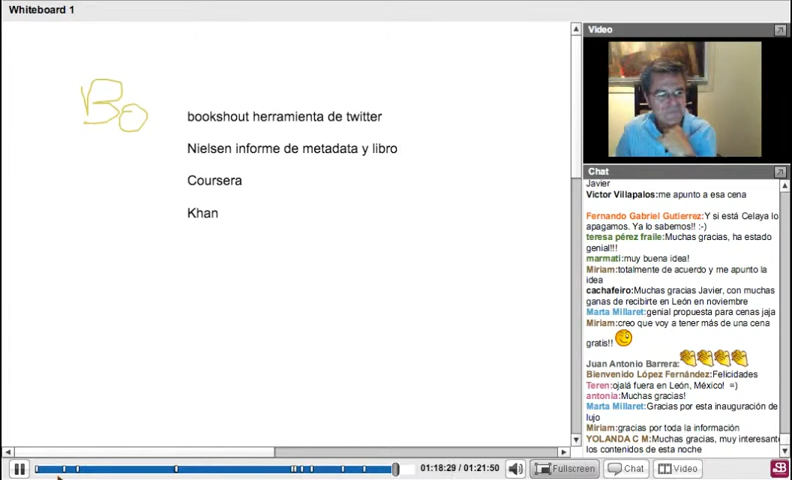 Whiteboard 1
Bo
bookshout herramienta de twitter
Nielsen informe de metadata y libro
Coursera
Khan
Video
Chat
Javier
Victor Villapalos:me apunto a esa cena
Fernando Gabriel Gutierrez:Y si está Celaya lo
apagamos. Ya lo sabemos!! :-)
teresa pérez fraile:Muchas gracias, ha estado
genial!!!
marmati:muy buena idea!
Miriam:totalmente de acuerdo y me apunto la
idea
cachafeiro:Muchas gracias Javier, con muchas
ganas de recibirte en León en noviembre
Marta Millaret:genial propuesta para cenas jaja
Miriam:creo que voy a tener más de una cena
gratis!!
Juan Antonio Barrera:
Bienvenido López Fernández:Felicidades
Teren:ojalá fuera en León, México! =)
antonia:Muchas gracias!
Marta Millaret:Gracias por esta inauguración de
lujo
Miriam:gracias por toda la información
YOLANDA C M:Muchas gracias, muy interesant
los contenidos de esta noche
01:18:29 / 01:21:50
Fullscreen
Chat
Video
SB